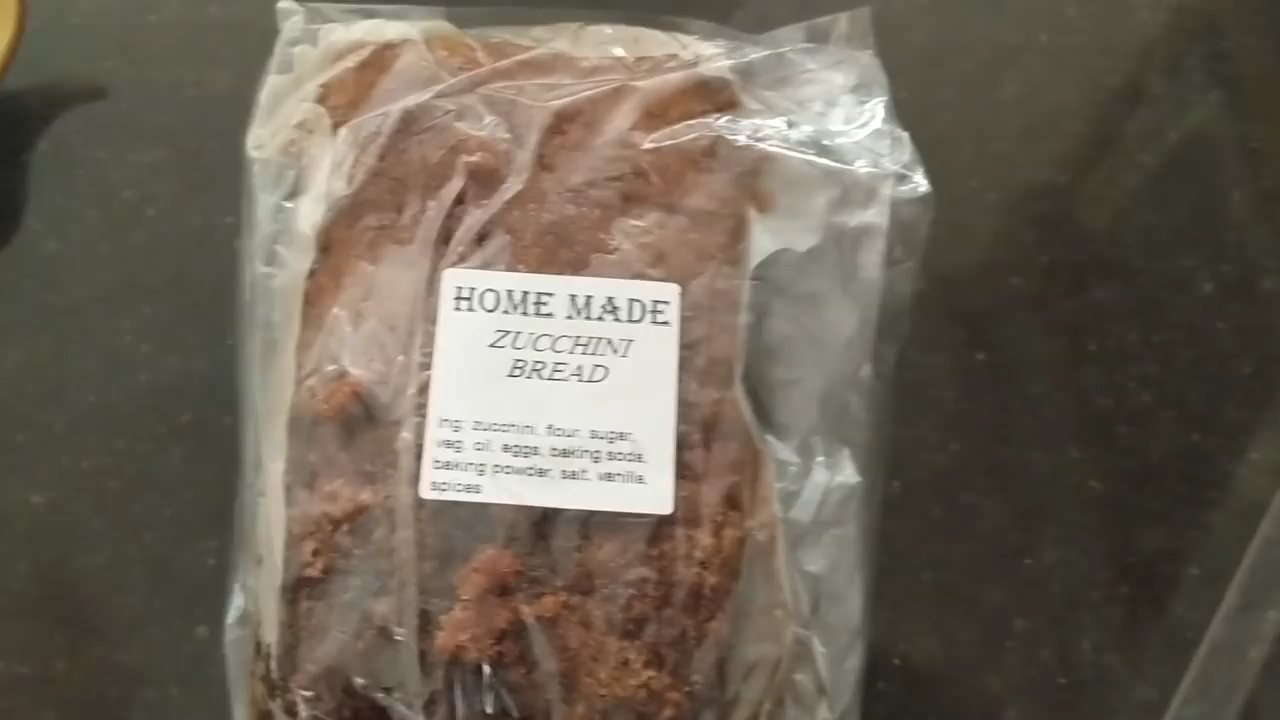 HOME MADE
ZUCCHINI
BREAD
Ing: zucchini, flour, sugar,
veg. oil, eggs, baking soda,
baking powder, salt, vanilla,
spices